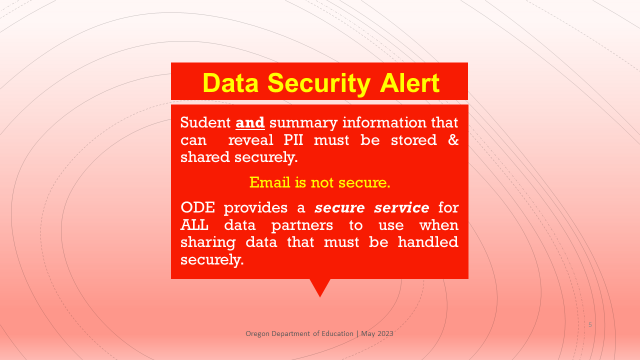 Data Security Alert
Sudent and summary information that
can reveal PII must be stored &
shared securely.
Email is not secure.
ODE provides a secure service for
ALL data partners to use when
sharing data that must be handled
securely.
Oregon Department of Education | May 2023
5